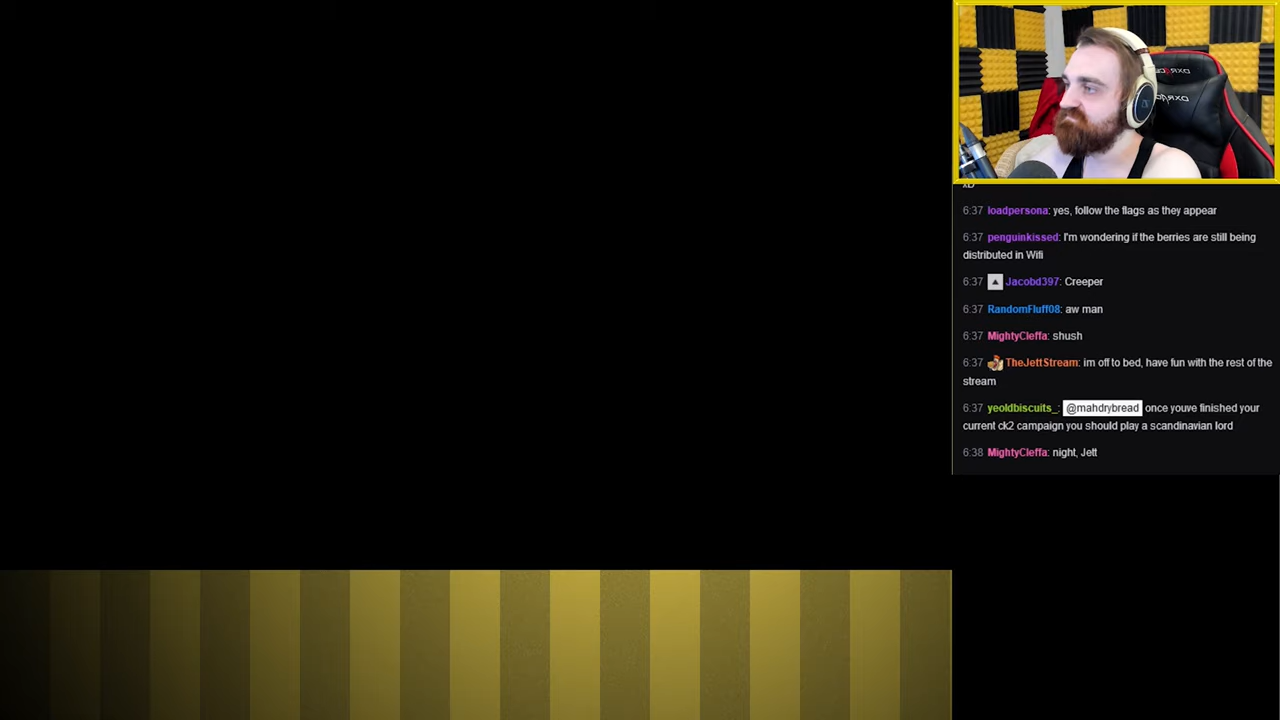 xD
6:37 loadpersona: yes, follow the flags as they appear
6:37 penguinkissed: I'm wondering if the berries are still being
distributed in Wifi
6:37 Jacobd397: Creeper
6:37 RandomFluff08: aw man
6:37 MightyCleffa: shush
6:37 TheJettStream: im off to bed, have fun with the rest of the
stream
6:37 yeoldbiscuits_: @mahdrybread once youve finished your
current ck2 campaign you should play a scandinavian lord
6:38 MightyCleffa: night, Jett